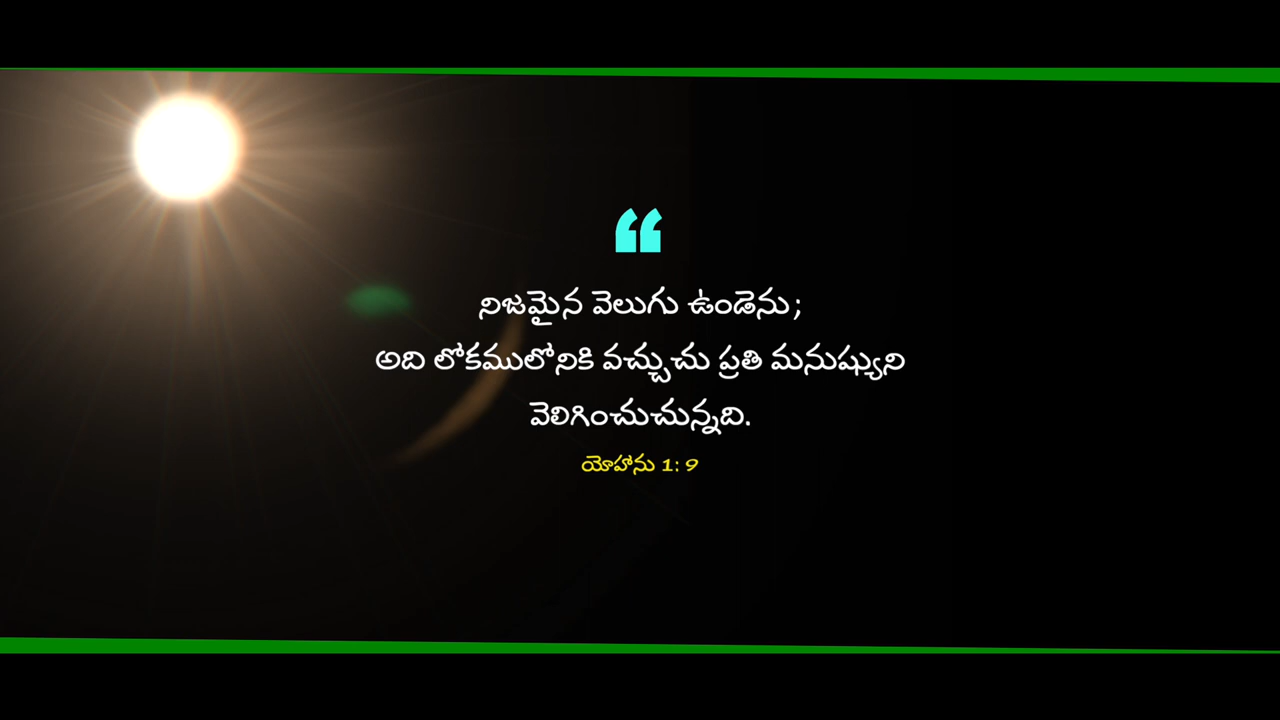 ❝
నిజమైన వెలుగు ఉండెను;
అది లోకములోనికి వచ్చుచు ప్రతి మనుష్యుని
వెలిగించుచున్నది.
యోహాను 1: 9